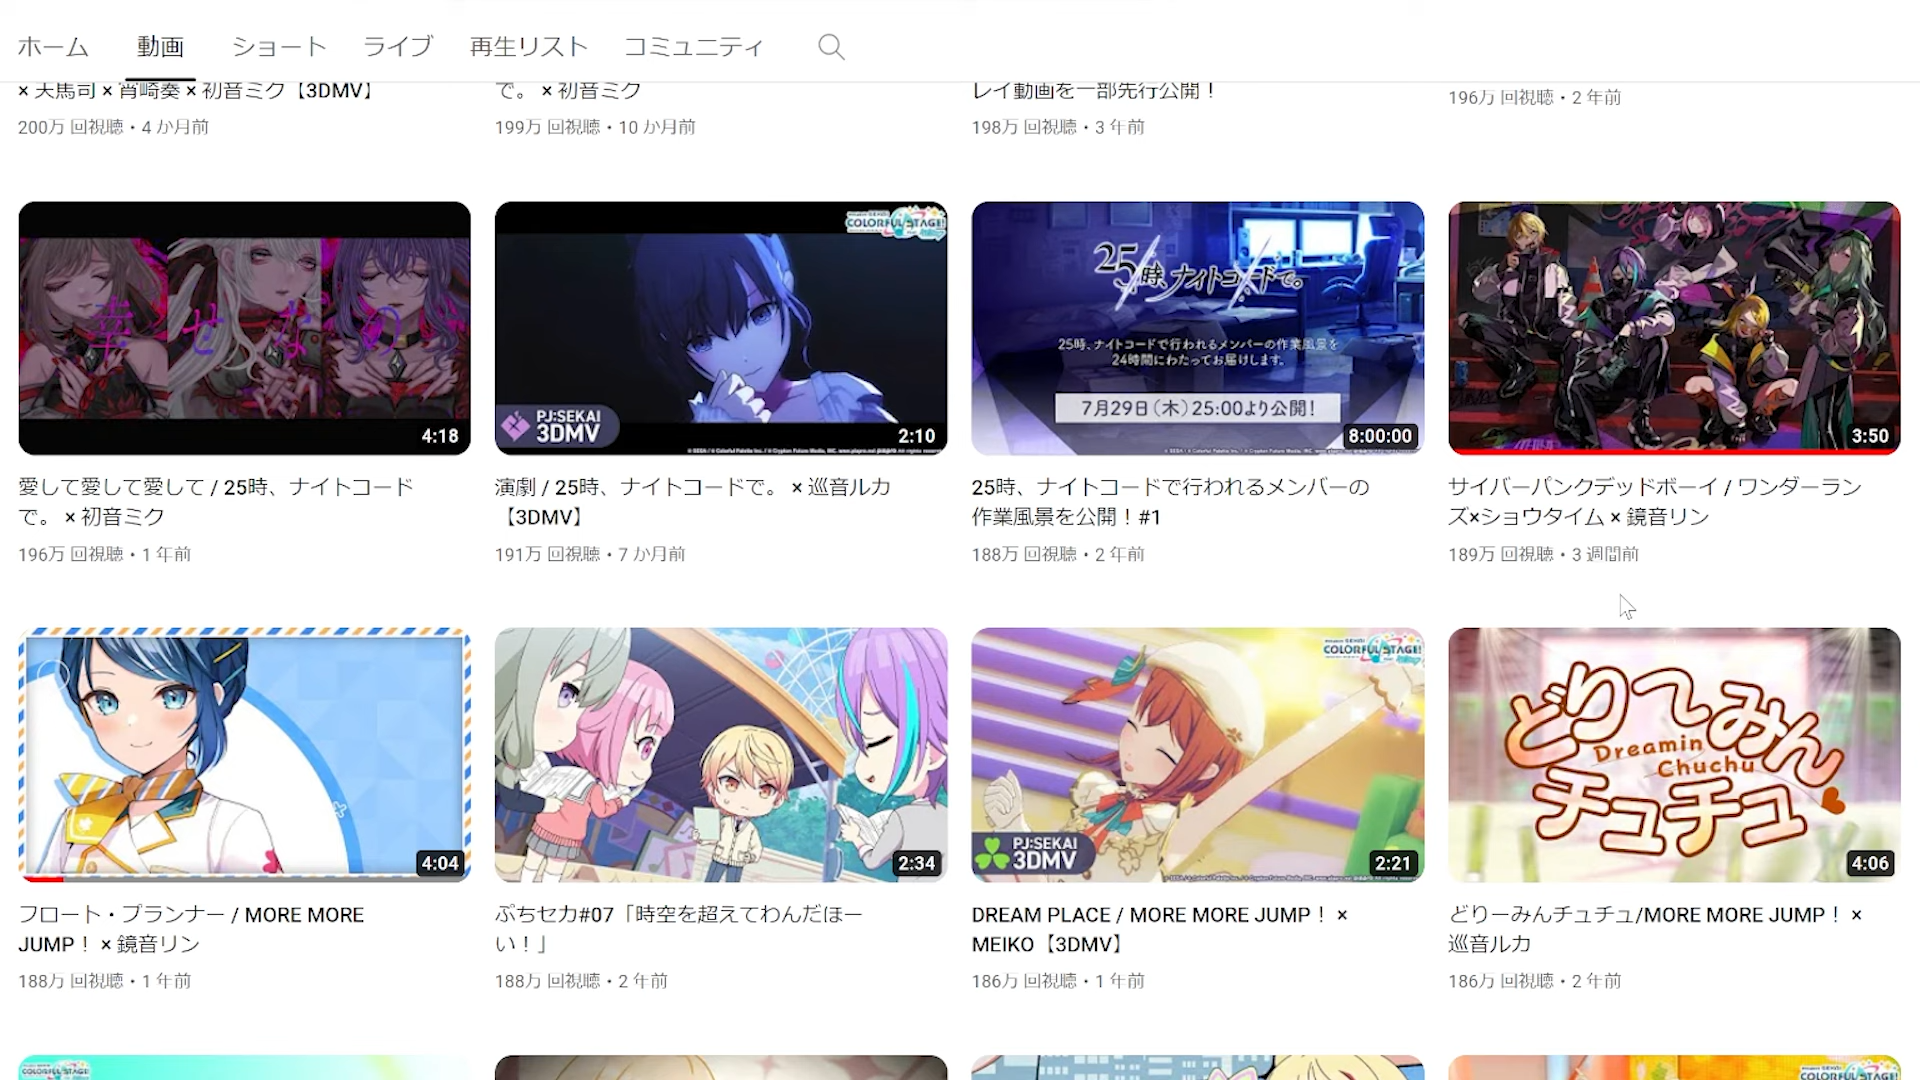 ホーム 動画 ショート ライブ 再生リスト コミュニティ
× 天馬司 × 宵崎奏 × 初音ミク【3DMV】
200万 回視聴・4 か月前
で。 × 初音ミク
199万 回視聴・10 か月前
レイ動画を一部先行公開！
198万 回視聴・3 年前
196万 回視聴・2 年前
幸せなの
4:18
愛して愛して愛して / 25時、ナイトコード
で。 × 初音ミク
196万 回視聴・1 年前
COLORFUL STAGE!
PJ:SEKAI
3DMV
2:10
演劇 / 25時、ナイトコードで。 × 巡音ルカ
【3DMV】
191万 回視聴・7 か月前
25時、ナイトコードで。
25時、ナイトコードで行われるメンバーの作業風景を
24時間にわたってお届けします。
7月29日（木）25:00より公開！
8:00:00
25時、ナイトコードで行われるメンバーの
作業風景を公開！#1
188万 回視聴・2 年前
3:50
サイバーパンクデッドボーイ / ワンダーラン
ズ×ショウタイム × 鏡音リン
189万 回視聴・3 週間前
4:04
フロート・プランナー / MORE MORE
JUMP！ × 鏡音リン
188万 回視聴・1 年前
2:34
ぷちセカ#07「時空を超えてわんだほー
い！」
188万 回視聴・2 年前
COLORFUL STAGE!
PJ:SEKAI
3DMV
2:21
DREAM PLACE / MORE MORE JUMP！ ×
MEIKO【3DMV】
186万 回視聴・1 年前
どりーみん
Dreamin
Chuchu
チュチュ
4:06
どりーみんチュチュ/MORE MORE JUMP！ ×
巡音ルカ
186万 回視聴・2 年前
COLORFUL STAGE!
COLORFUL STAGE!